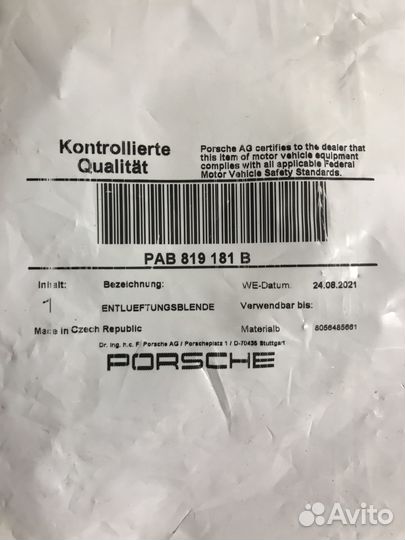 Kontrollierte
Qualität
Porsche AG certifies to the dealer that
this item of motor vehicle equipment
complies with all applicable Federal
Motor Vehicle Safety Standards.
PAB 819 181 B
Inhalt: Bezeichnung: WE-Datum. 24.08.2021
1 ENTLUEFTUNGSBLENDE Verwendbar bis:
Made in Czech Republic Materialb 8056485661
Dr. Ing. h.c. F. Porsche AG / Porscheplatz 1 / D-70435 Stuttgart
PORSCHE
Avito